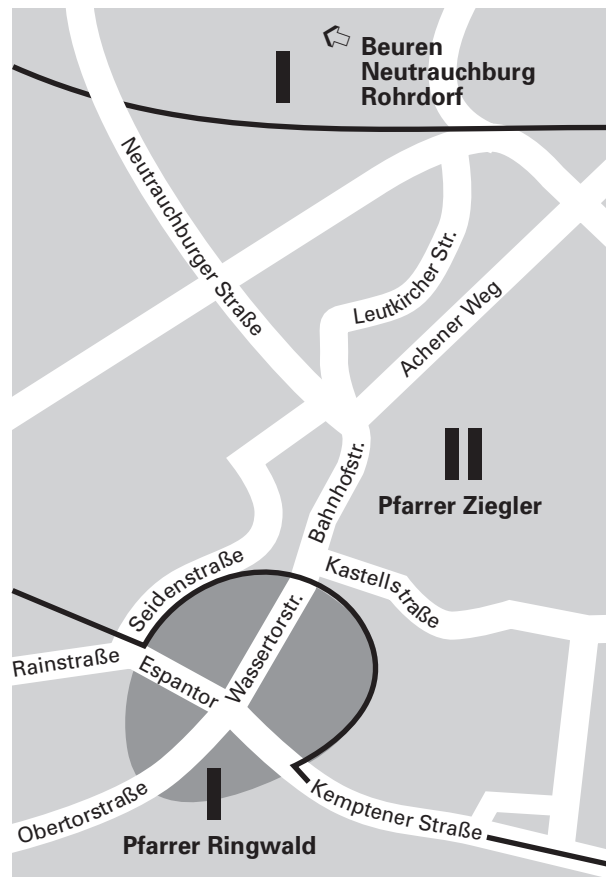 I
Beuren
Neutrauchburg
Rohrdorf
Neutrauchburger Straße
Leutkircher Str.
Achener Weg
II
Pfarrer Ziegler
Bahnhofstr.
Seidenstraße
Kastellstraße
Wassertorstr.
Rainstraße
Espantor
I
Obertorstraße
Kemptener Straße
Pfarrer Ringwald